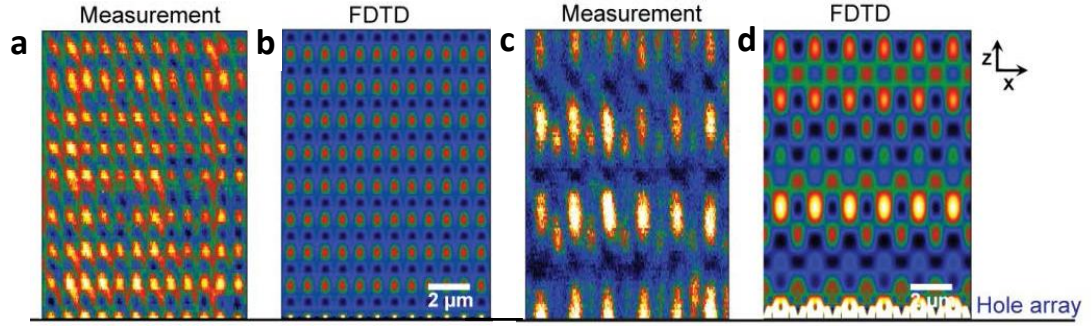 Measurement
FDTD
Measurement
FDTD
a
b
c
d
z
x
2 µm
2 µm
Hole array